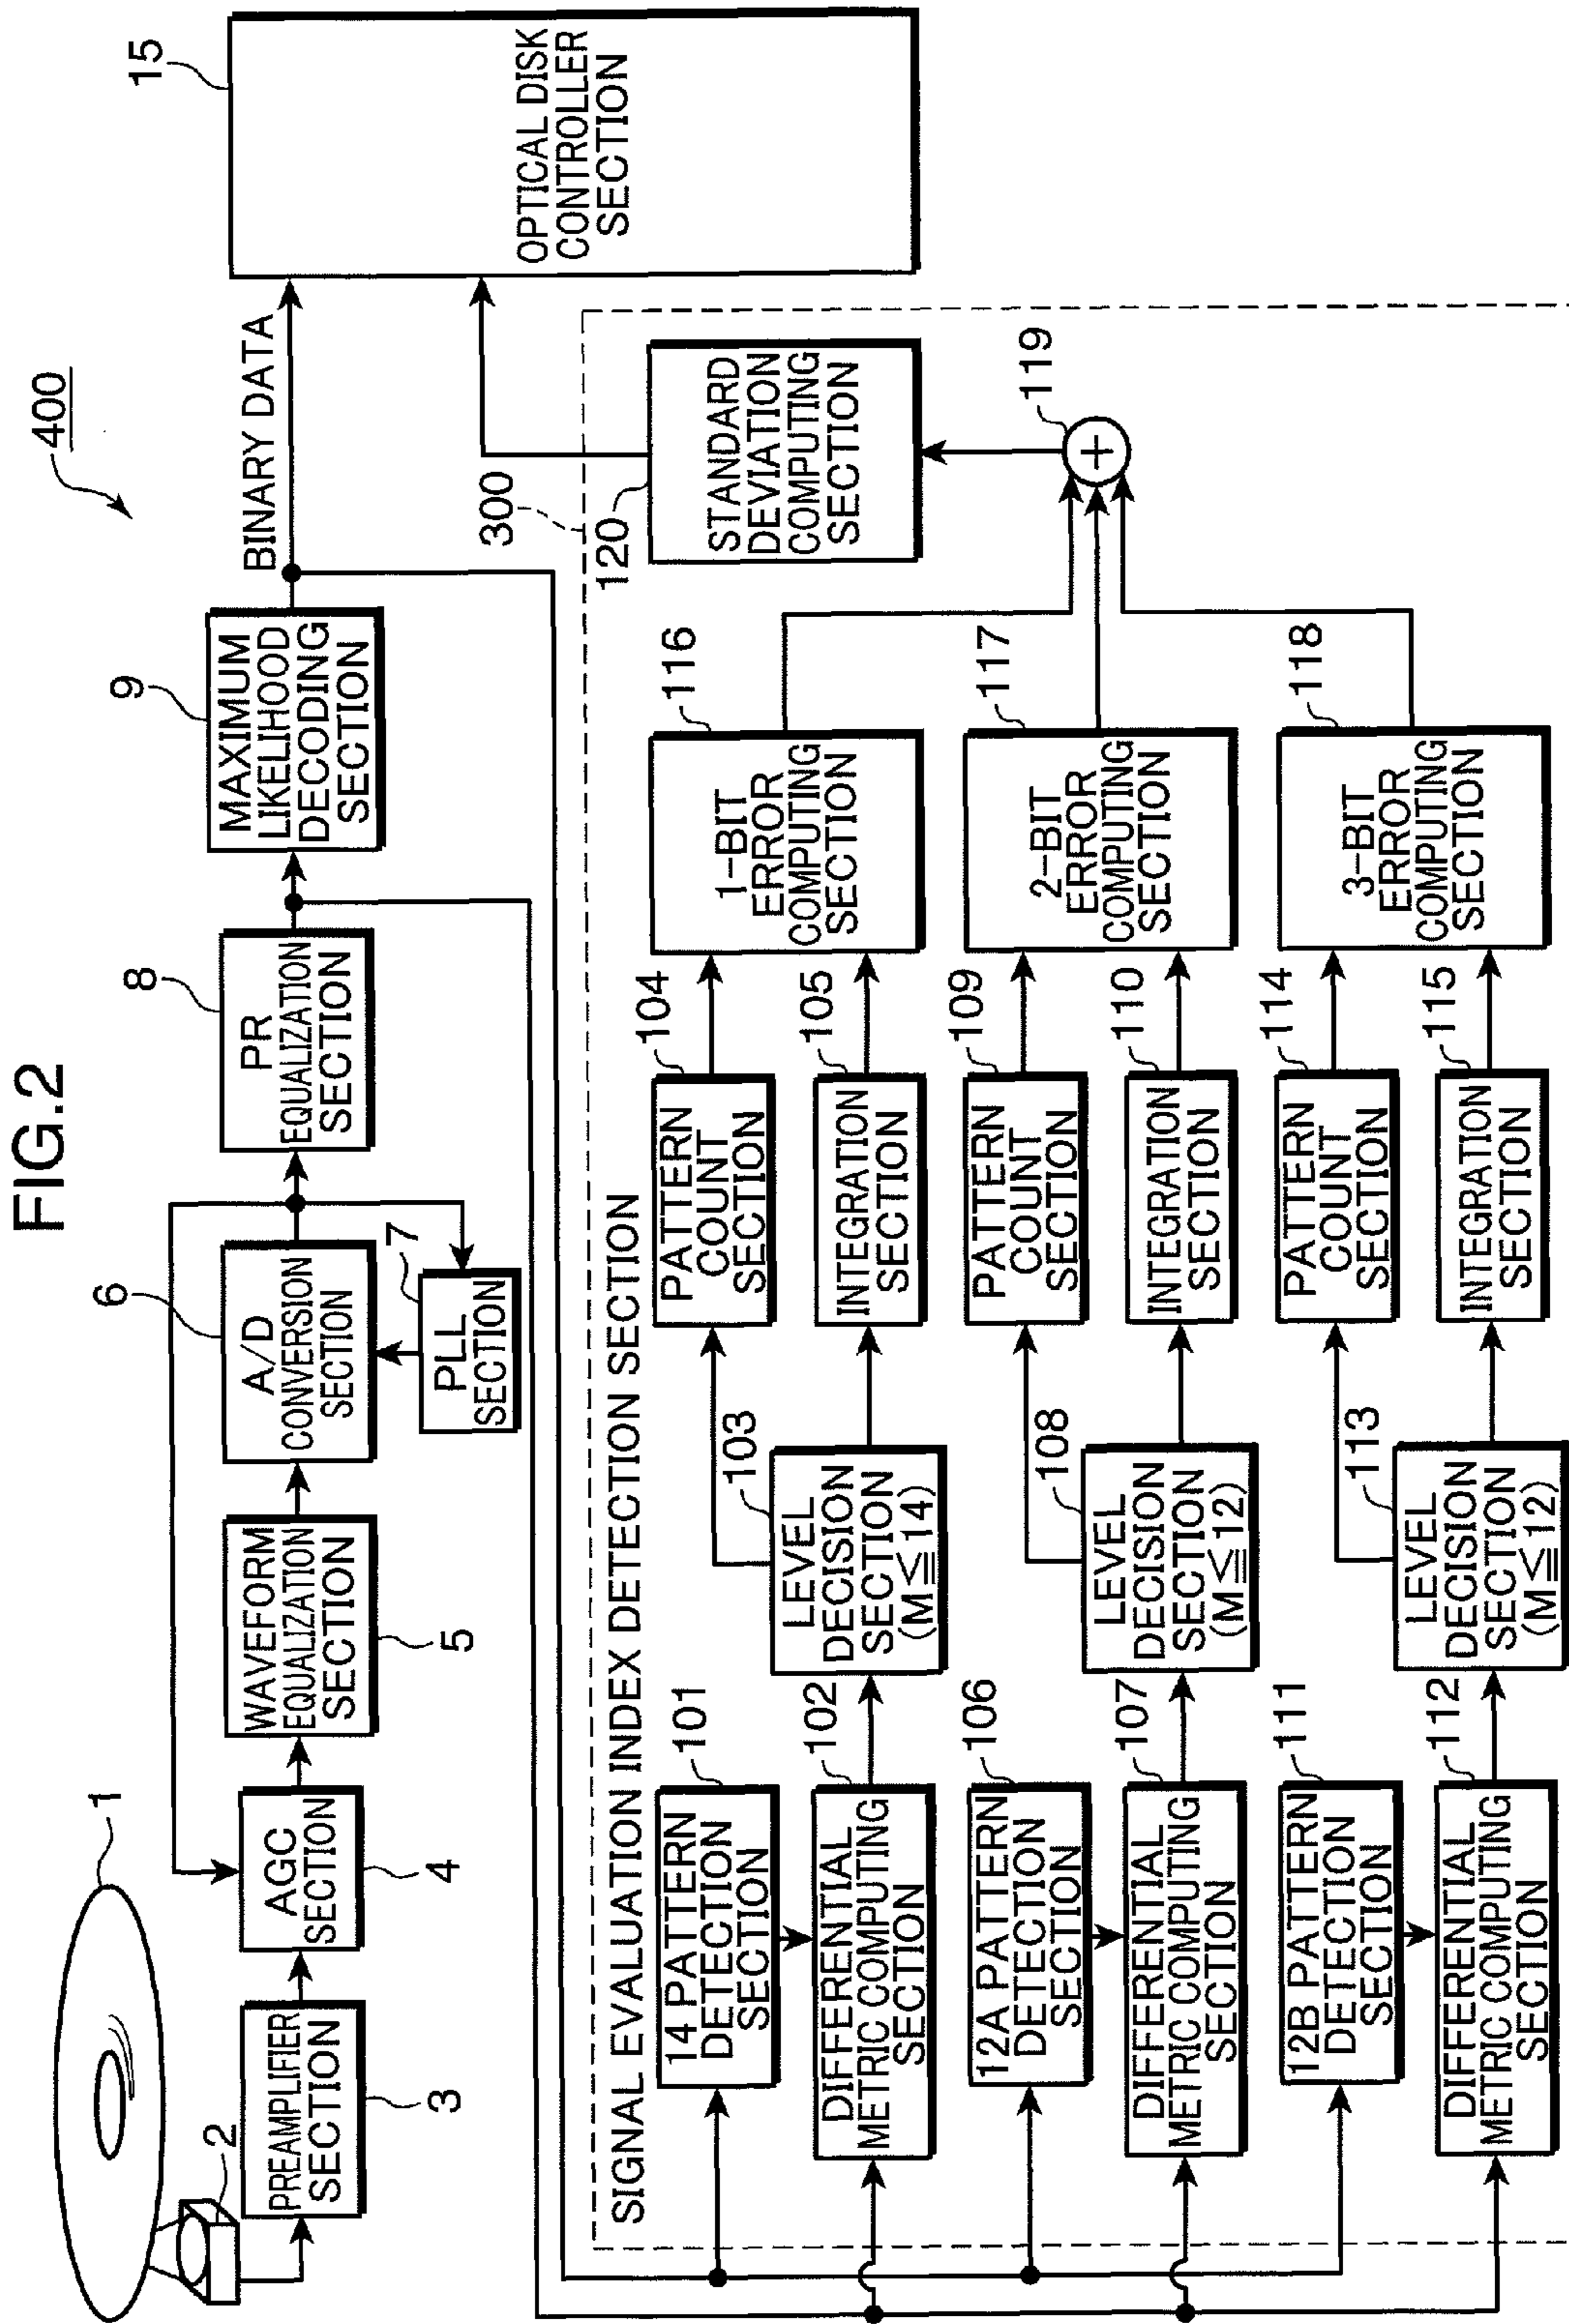 FIG.2
400
1
2
PREAMPLIFIER
SECTION
3
AGC
SECTION
4
WAVEFORM
EQUALIZATION
SECTION
5
A/D
CONVERSION
SECTION
6
PLL
SECTION
7
PR
EQUALIZATION
SECTION
8
MAXIMUM
LIKELIHOOD
DECODING
SECTION
9
BINARY DATA
OPTICAL DISK
CONTROLLER
SECTION
15
300
SIGNAL EVALUATION INDEX DETECTION SECTION
14 PATTERN
DETECTION
SECTION
101
DIFFERENTIAL
METRIC COMPUTING
SECTION
102
LEVEL
DECISION
SECTION
(M≦14)
103
PATTERN
COUNT
SECTION
104
INTEGRATION
SECTION
105
1-BIT
ERROR
COMPUTING
SECTION
116
12A PATTERN
DETECTION
SECTION
106
DIFFERENTIAL
METRIC COMPUTING
SECTION
107
LEVEL
DECISION
SECTION
(M≦12)
108
PATTERN
COUNT
SECTION
109
INTEGRATION
SECTION
110
2-BIT
ERROR
COMPUTING
SECTION
117
12B PATTERN
DETECTION
SECTION
111
DIFFERENTIAL
METRIC COMPUTING
SECTION
112
LEVEL
DECISION
SECTION
(M≦12)
113
PATTERN
COUNT
SECTION
114
INTEGRATION
SECTION
115
3-BIT
ERROR
COMPUTING
SECTION
118
+
119
STANDARD
DEVIATION
COMPUTING
SECTION
120